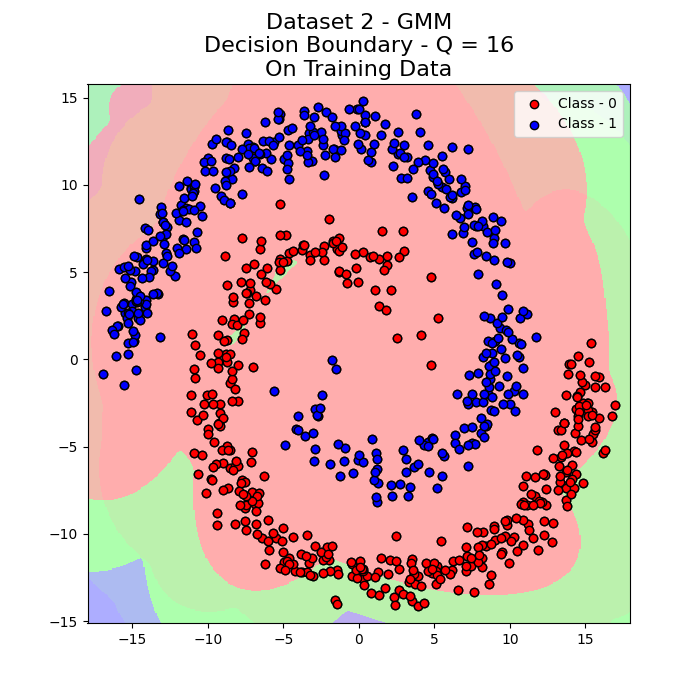 Dataset 2 - GMM
Decision Boundary - Q = 16
On Training Data
Class - 0
Class - 1
15
10
5
0
−5
−10
−15
−15
−10
−5
0
5
10
15